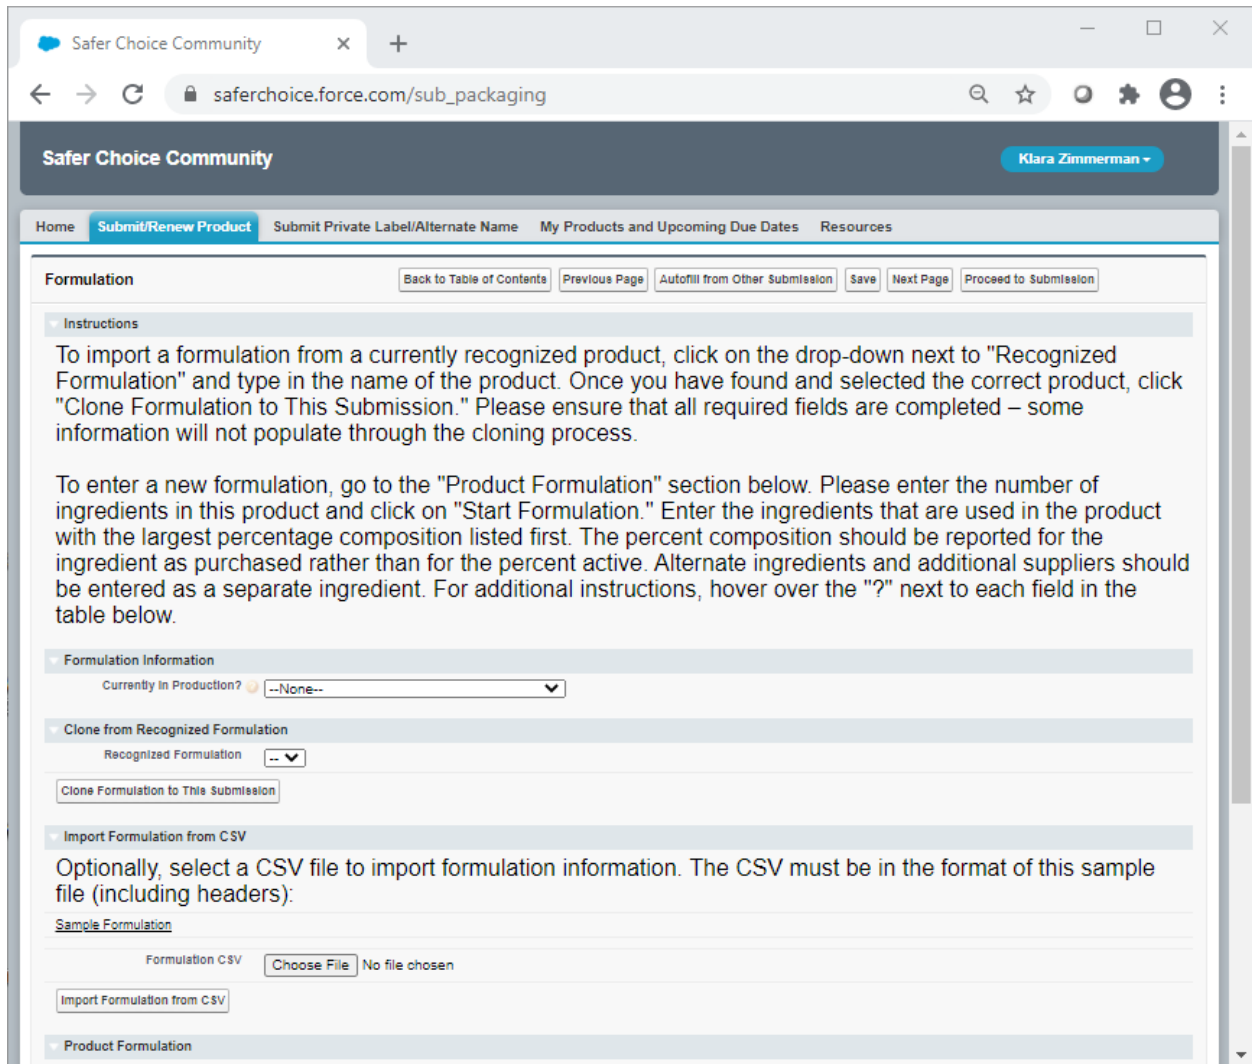 Safer Choice Community
saferchoice.force.com/sub_packaging
Safer Choice Community
Klara Zimmerman
Home Submit/Renew Product Submit Private Label/Alternate Name My Products and Upcoming Due Dates Resources
Formulation Back to Table of Contents Previous Page Autofill from Other Submission Save Next Page Proceed to Submission
Instructions
To import a formulation from a currently recognized product, click on the drop-down next to "Recognized
Formulation" and type in the name of the product. Once you have found and selected the correct product, click
"Clone Formulation to This Submission." Please ensure that all required fields are completed – some
information will not populate through the cloning process.
To enter a new formulation, go to the "Product Formulation" section below. Please enter the number of
ingredients in this product and click on "Start Formulation." Enter the ingredients that are used in the product
with the largest percentage composition listed first. The percent composition should be reported for the
ingredient as purchased rather than for the percent active. Alternate ingredients and additional suppliers should
be entered as a separate ingredient. For additional instructions, hover over the "?" next to each field in the
table below.
Formulation Information
Currently In Production? --None--
Clone from Recognized Formulation
Recognized Formulation --
Clone Formulation to This Submission
Import Formulation from CSV
Optionally, select a CSV file to import formulation information. The CSV must be in the format of this sample
file (including headers):
Sample Formulation
Formulation CSV Choose File No file chosen
Import Formulation from CSV
Product Formulation